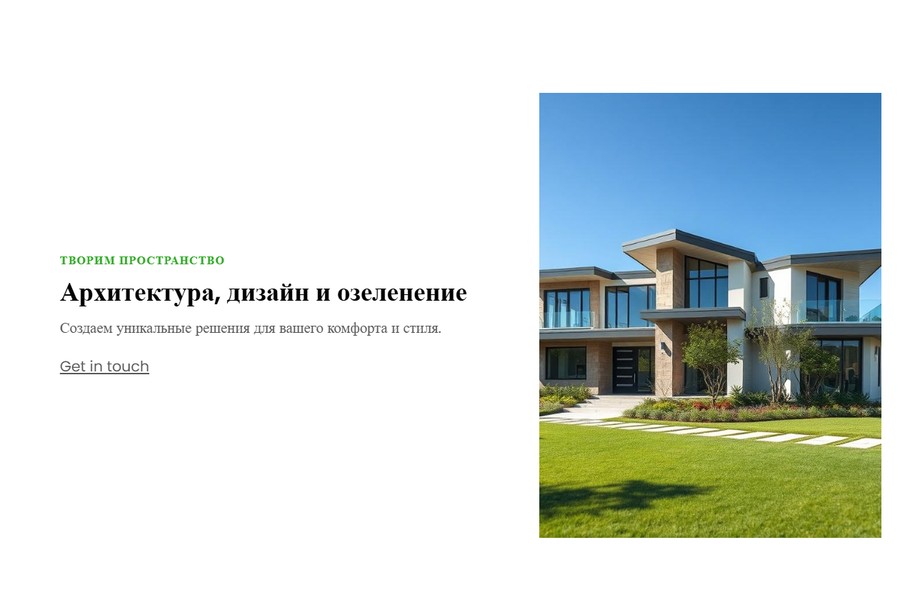 ТВОРИМ ПРОСТРАНСТВО
Архитектура, дизайн и озеленение
Создаем уникальные решения для вашего комфорта и стиля.
Get in touch